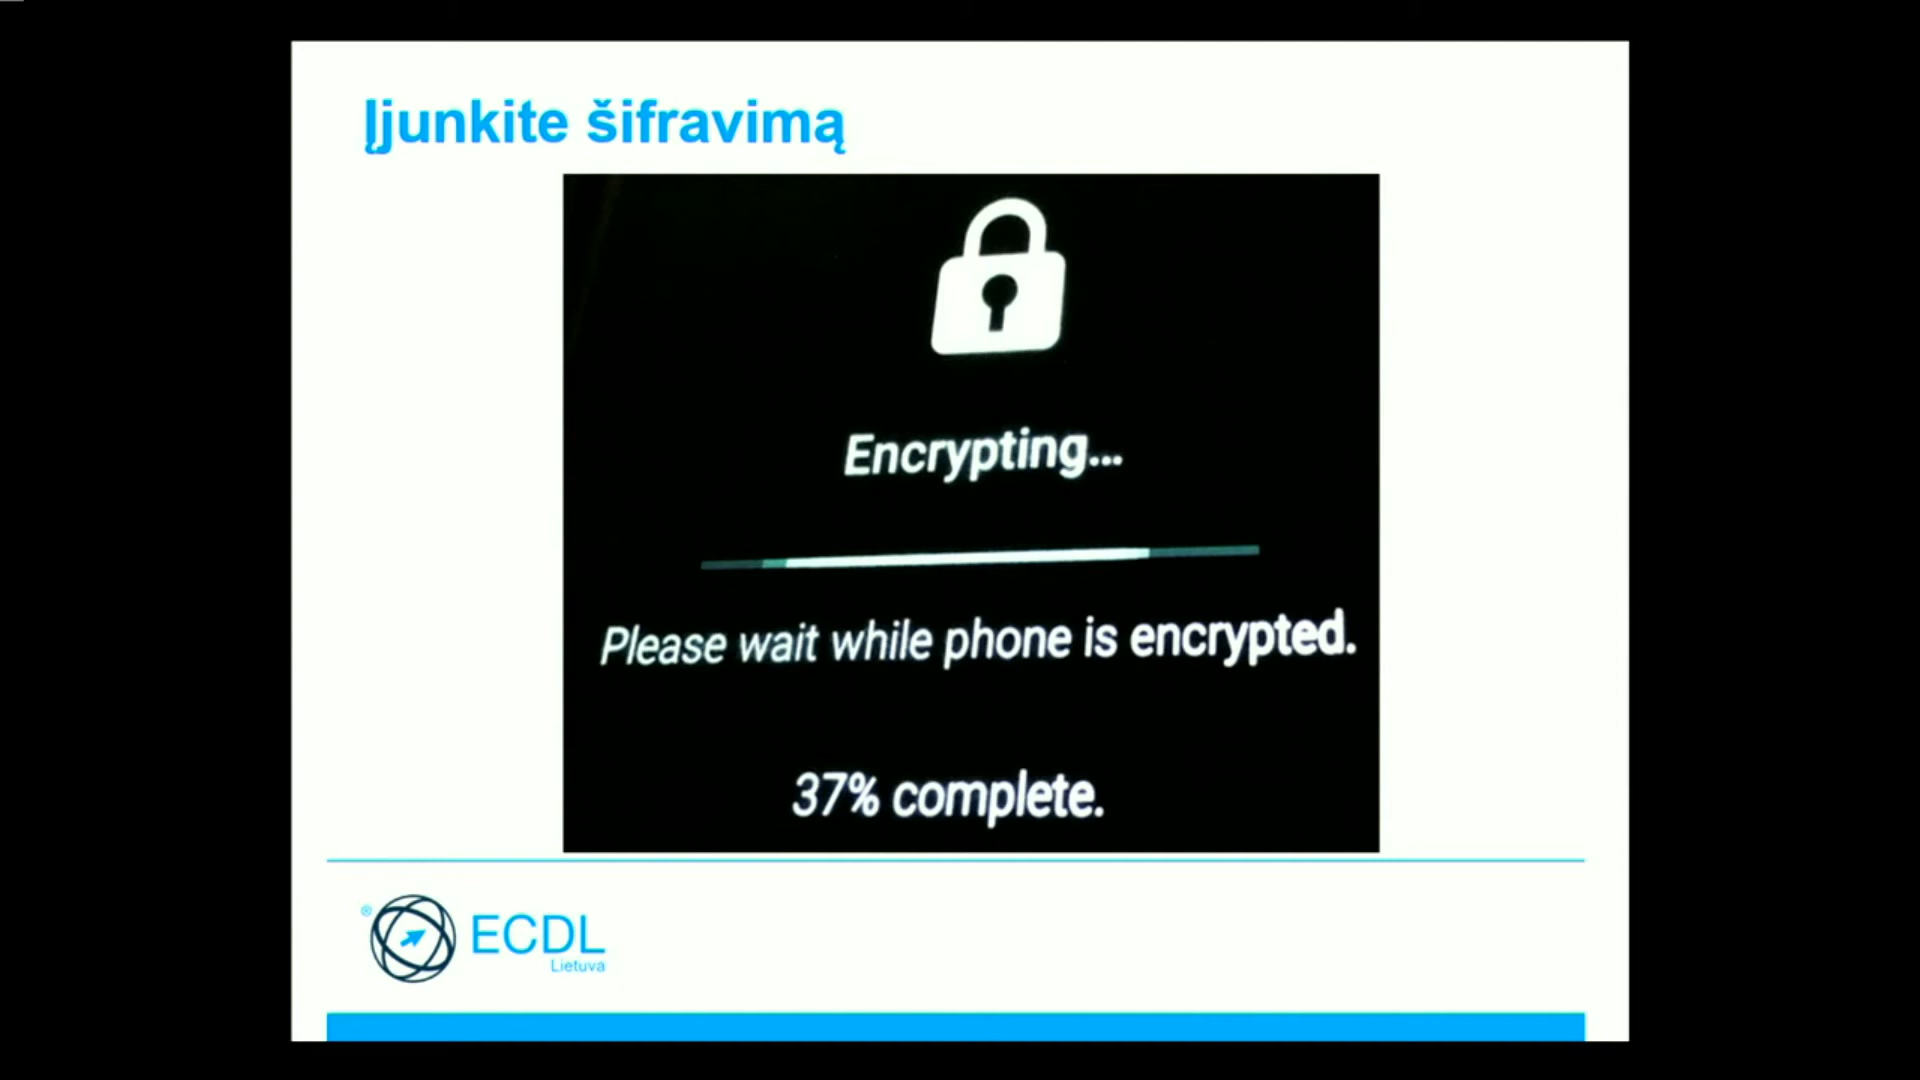 Įjunkite šifravimą
Encrypting...
Please wait while phone is encrypted.
37% complete.
® ECDL
Lietuva